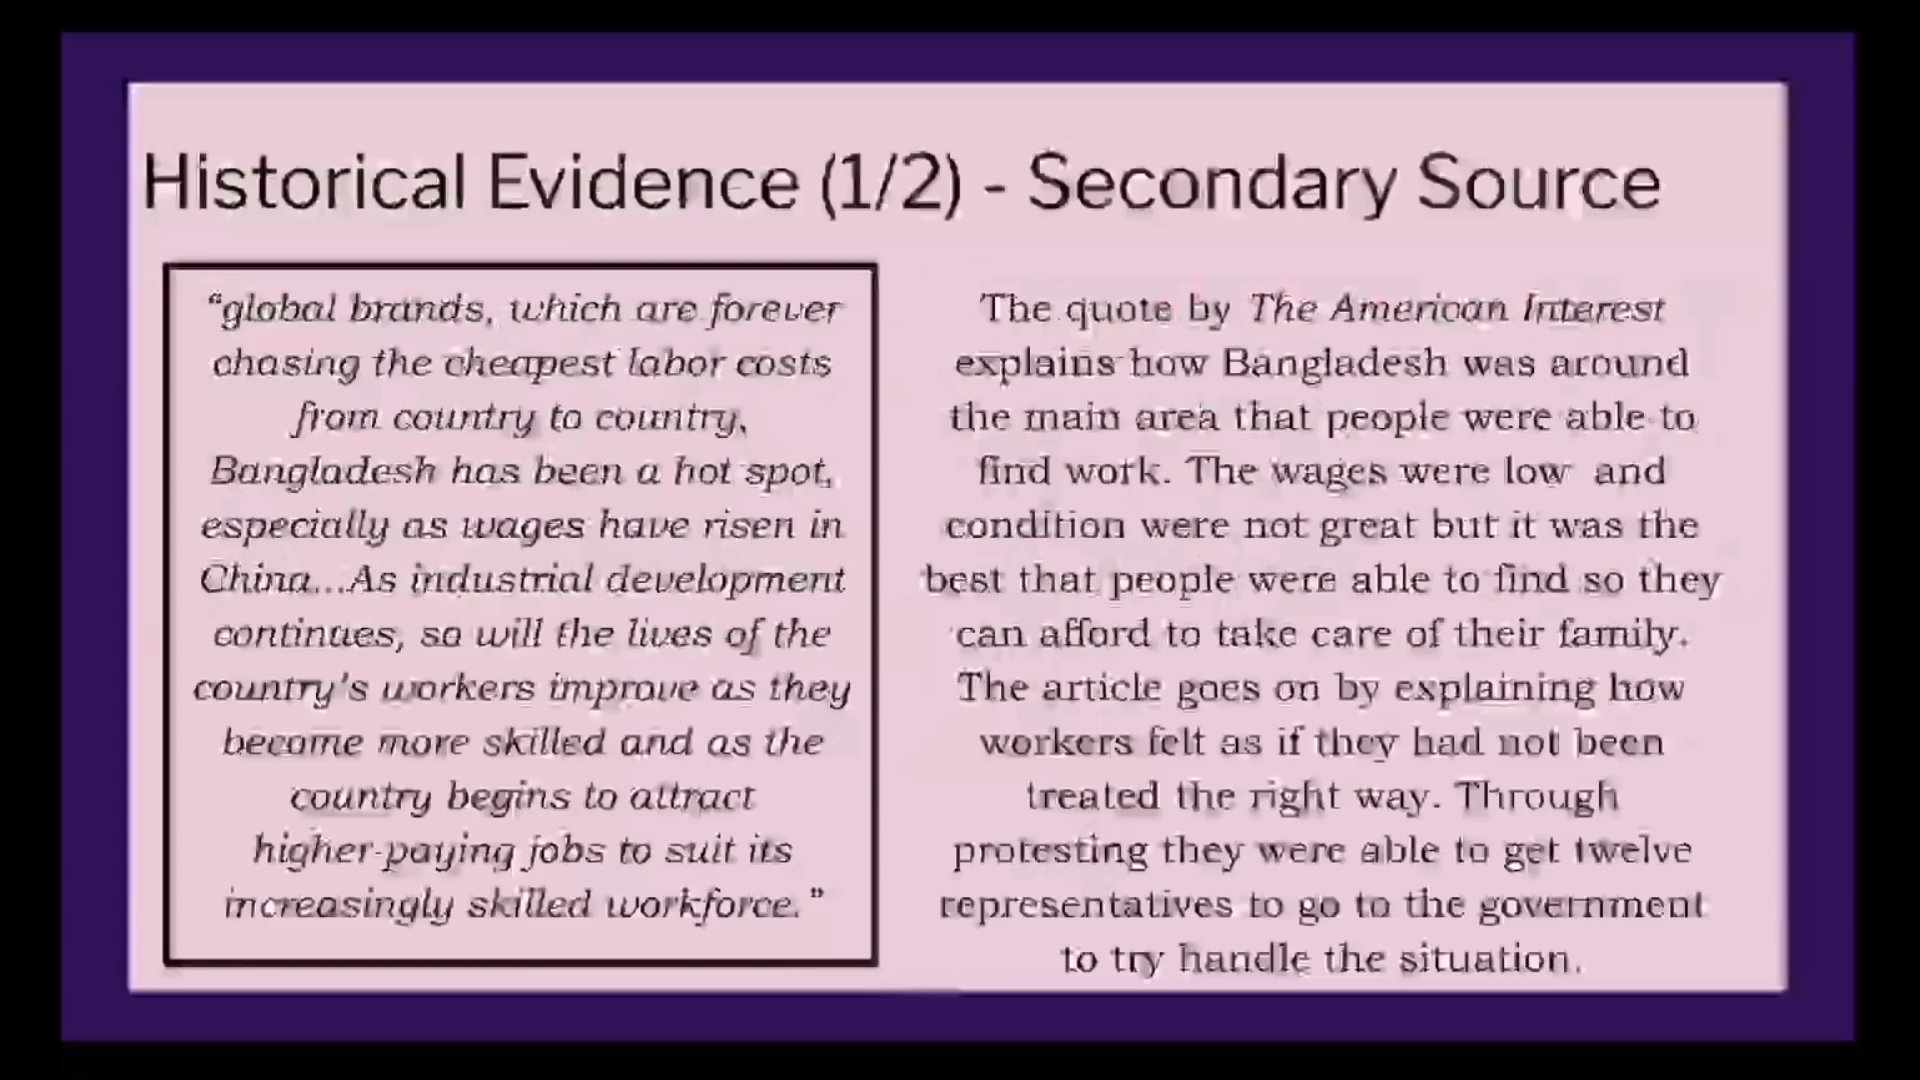 Historical Evidence (1/2) - Secondary Source
“global brands, which are forever
chasing the cheapest labor costs
from country to country,
Bangladesh has been a hot spot,
especially as wages have risen in
China...As industrial development
continues, so will the lives of the
country's workers improve as they
become more skilled and as the
country begins to attract
higher-paying jobs to suit its
increasingly skilled workforce.”
The quote by The American Interest
explains how Bangladesh was around
the main area that people were able to
find work. The wages were low and
condition were not great but it was the
best that people were able to find so they
can afford to take care of their family.
The article goes on by explaining how
workers felt as if they had not been
treated the right way. Through
protesting they were able to get twelve
representatives to go to the government
to try handle the situation.